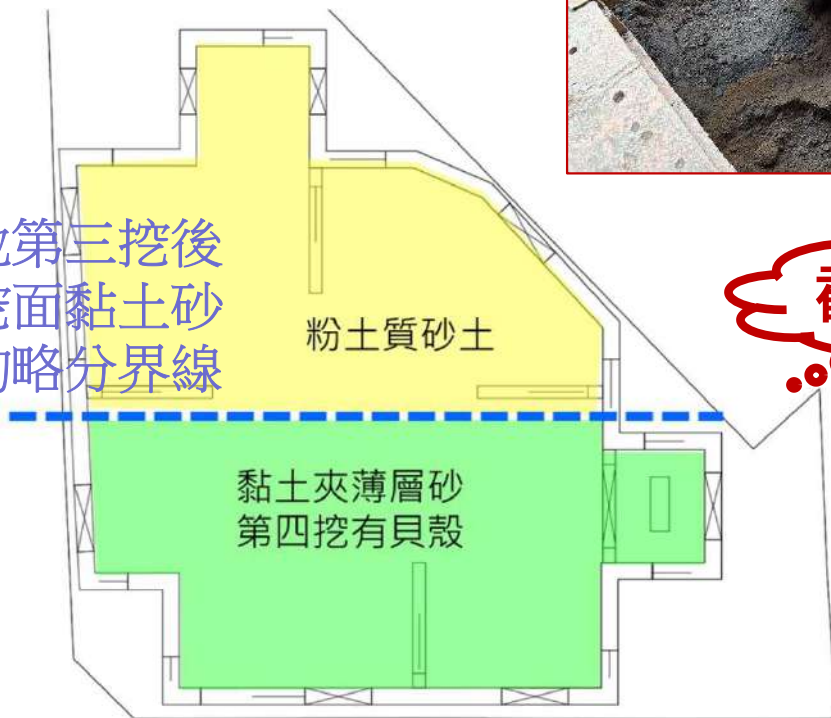 第三挖後
面黏土砂
略分界線
粉土質砂土
黏土夾薄層砂
第四挖有貝殼